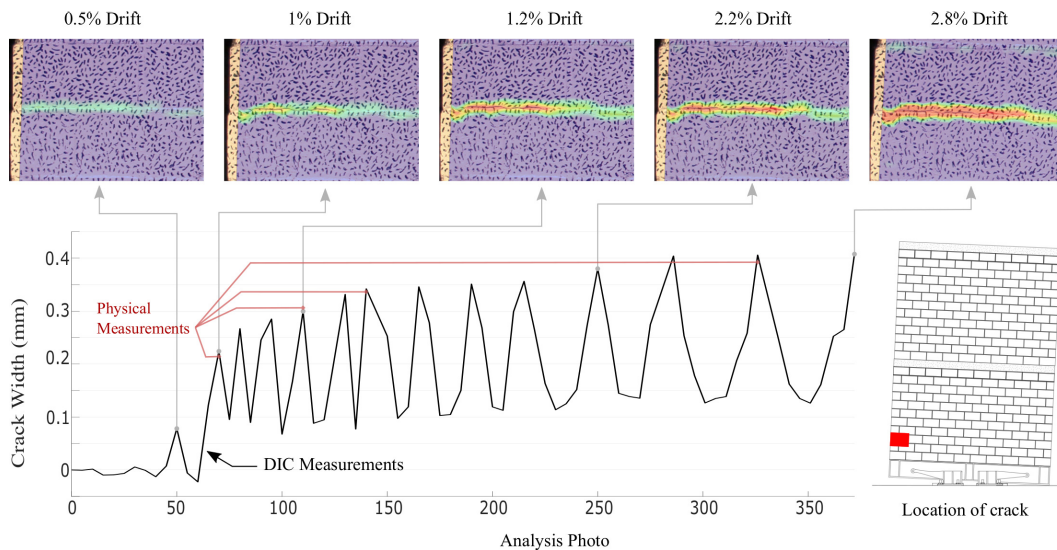 0.5% Drift
1% Drift
1.2% Drift
2.2% Drift
2.8% Drift
Crack Width (mm)
0.4
0.3
0.2
0.1
0
Physical
Measurements
DIC Measurements
0
50
100
150
200
250
300
350
Analysis Photo
Location of crack